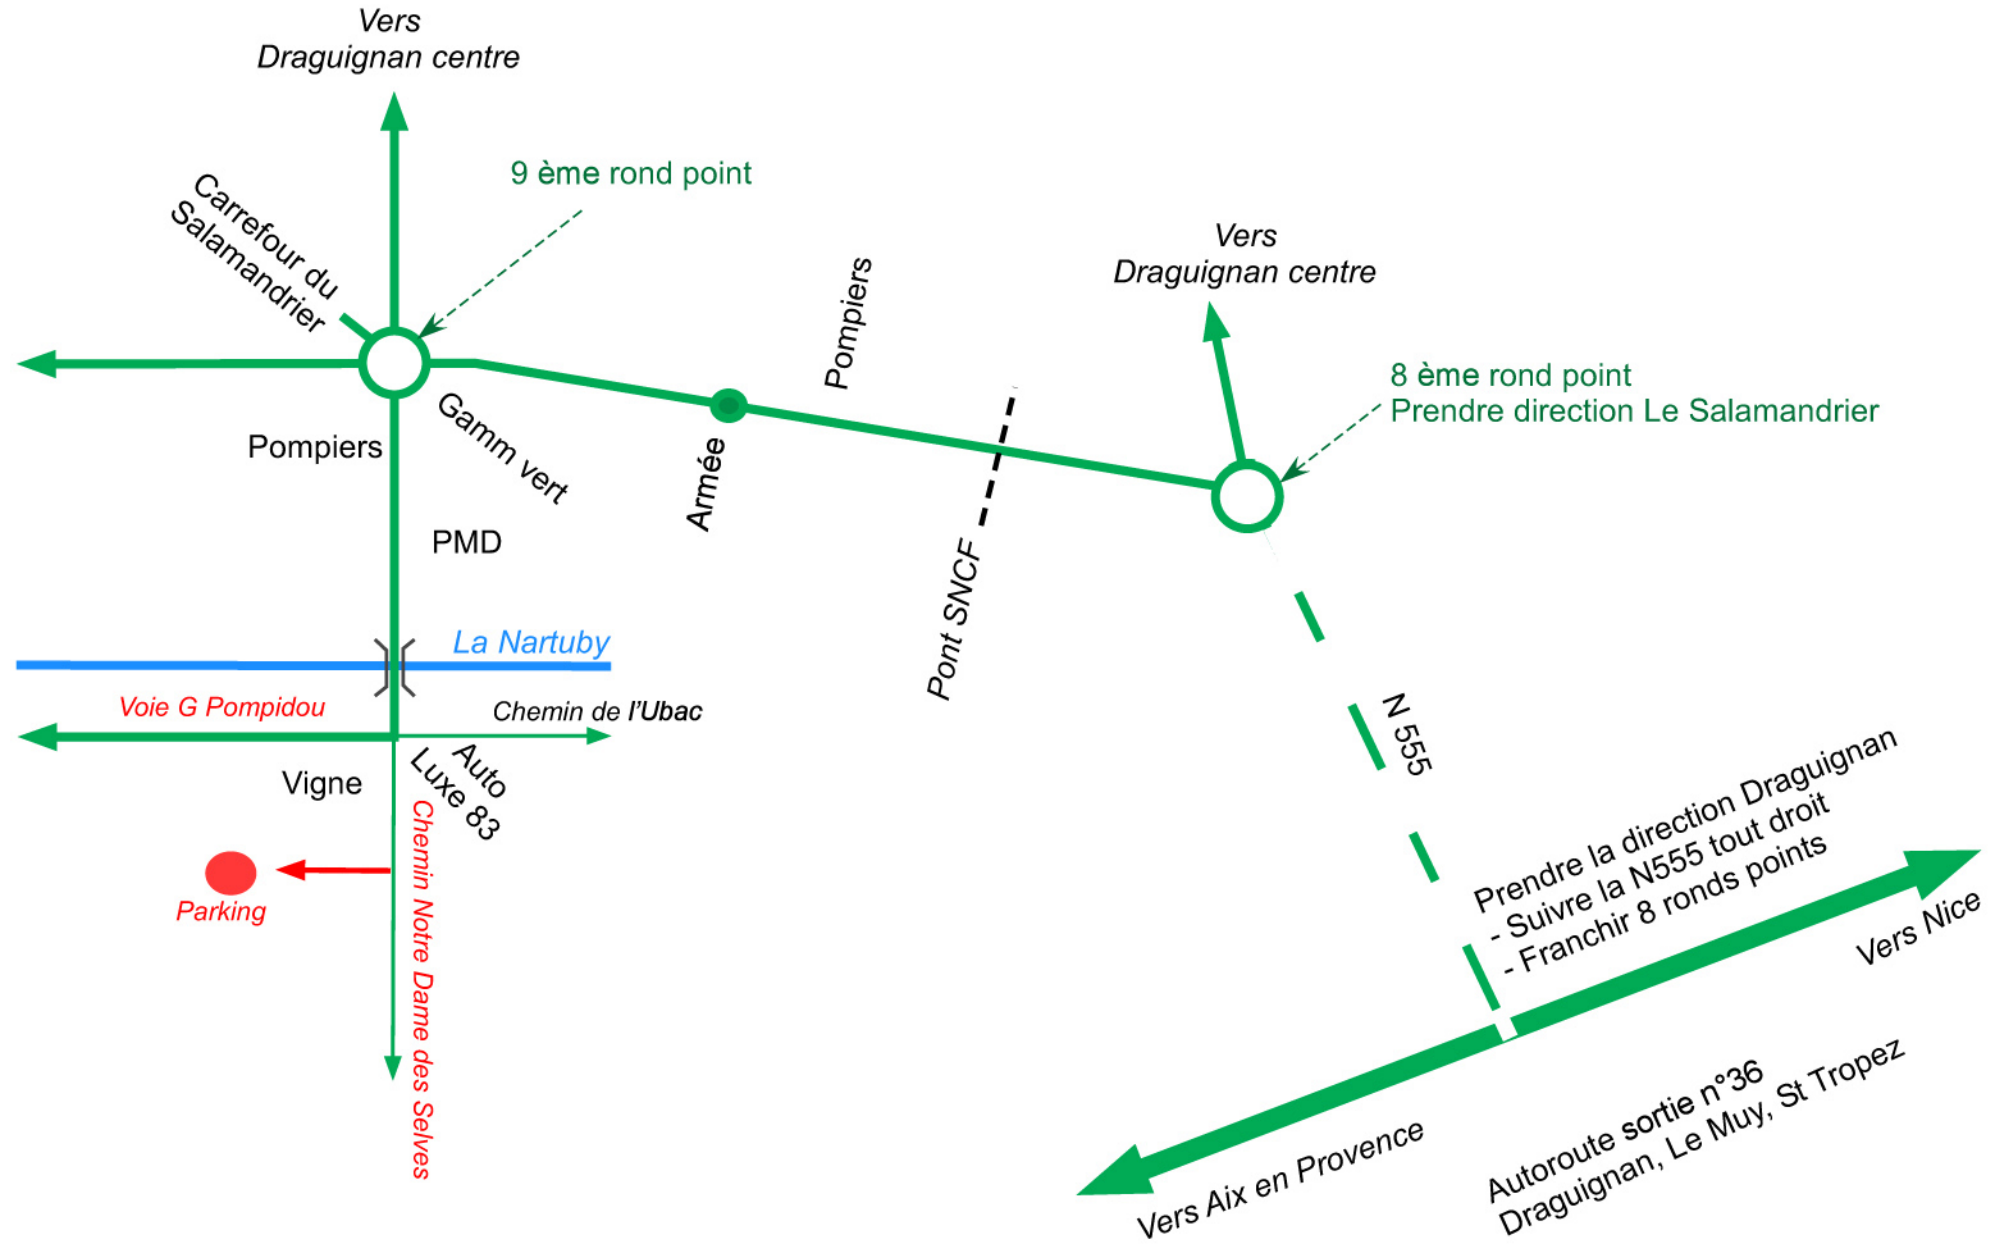 Vers
Draguignan centre
9 ème rond point
Carrefour du
Salamandrier
Vers
Draguignan centre
Pompiers
8 ème rond point
Prendre direction Le Salamandrier
Gamm vert
Pompiers
Armée
PMD
Pont SNCF
La Nartuby
Voie G Pompidou
Chemin de l'Ubac
N 555
Auto
Luxe 83
Vigne
Chemin Notre Dame des Selves
Parking
Prendre la direction Draguignan
- Suivre la N555 tout droit
- Franchir 8 ronds points
Vers Nice
Vers Aix en Provence
Autoroute sortie n°36
Draguignan, Le Muy, St Tropez